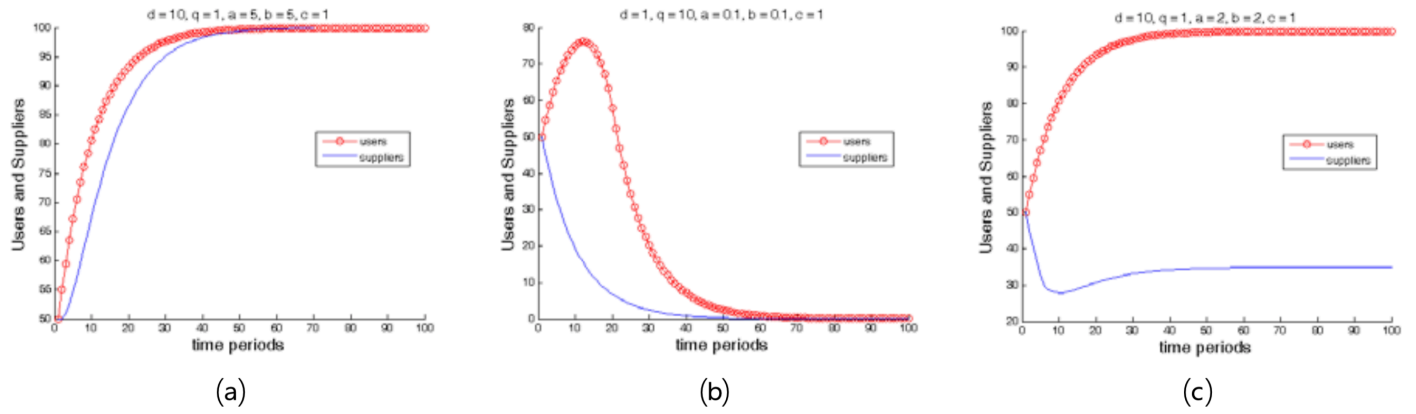 d = 10, q = 1, a = 5, b = 5, c = 1
100
95
90
85
80
75
70
65
60
55
50
Users and Suppliers
users
suppliers
0 10 20 30 40 50 60 70 80 90 100
time periods
(a)
d = 1, q = 10, a = 0.1, b = 0.1, c = 1
80
70
60
50
40
30
20
10
0
Users and Suppliers
users
suppliers
0 10 20 30 40 50 60 70 80 90 100
time periods
(b)
d = 10, q = 1, a = 2, b = 2, c = 1
100
90
80
70
60
50
40
30
20
Users and Suppliers
users
suppliers
0 10 20 30 40 50 60 70 80 90 100
time periods
(c)